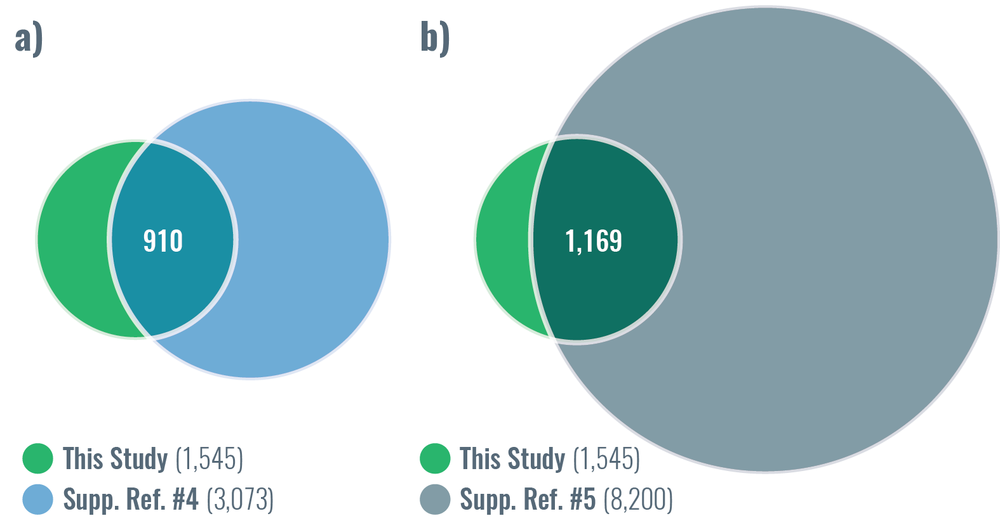 a)
910
This Study (1,545)
Supp. Ref. #4 (3,073)
b)
1,169
This Study (1,545)
Supp. Ref. #5 (8,200)